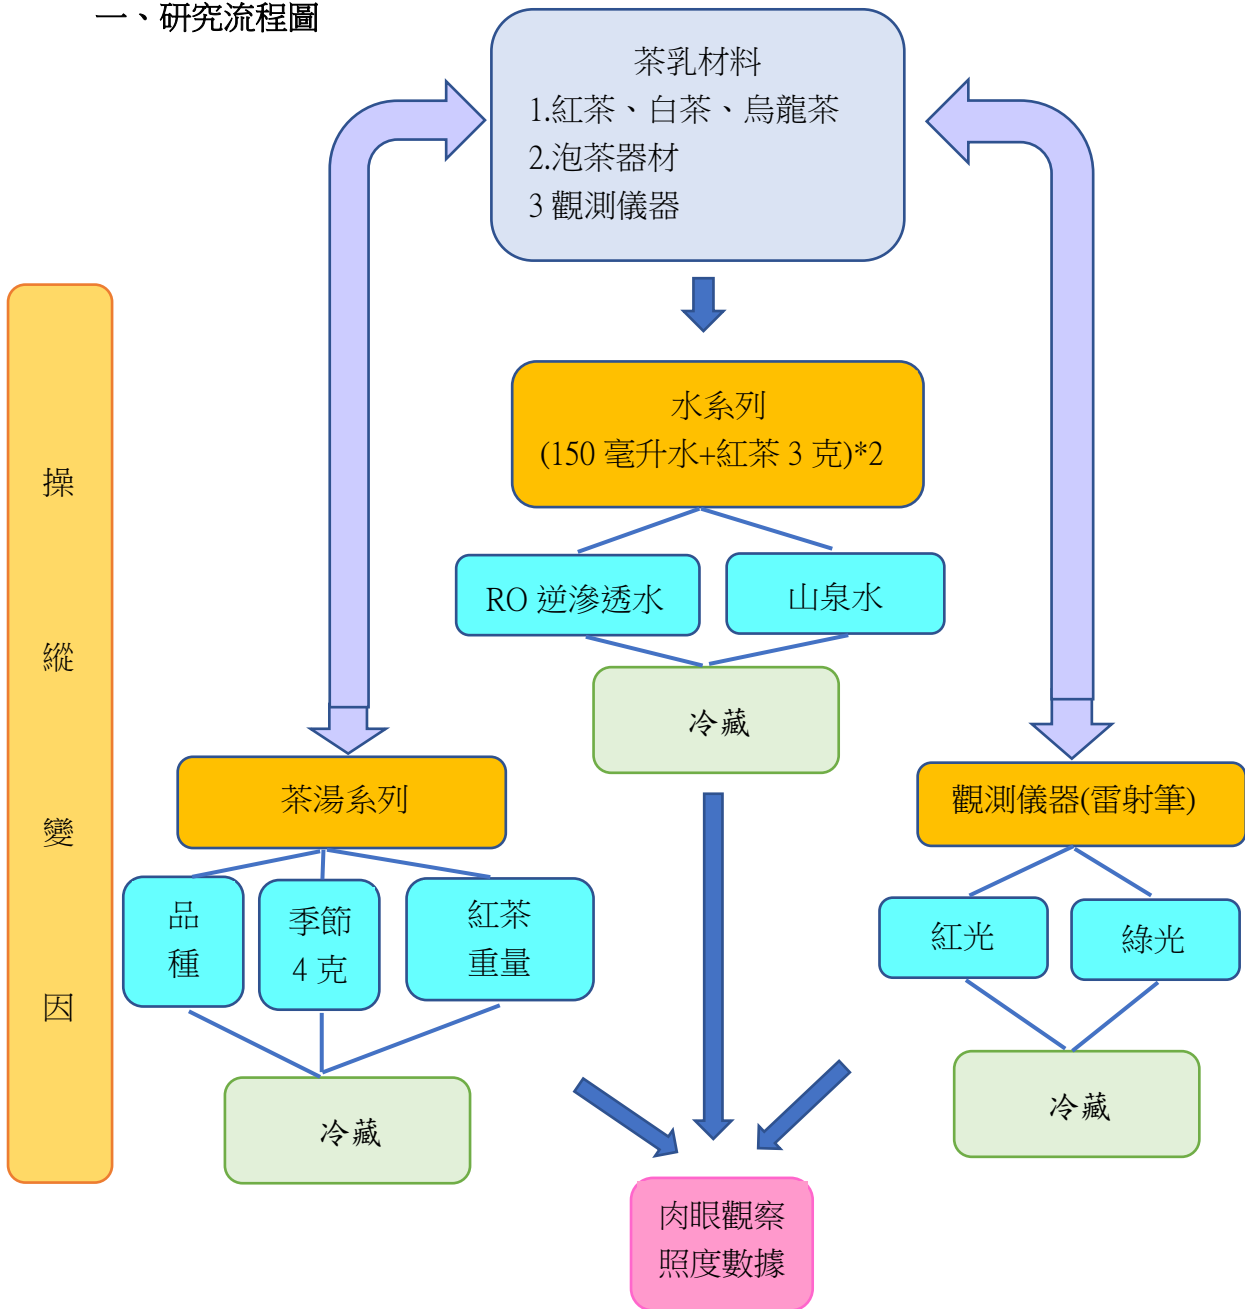 一、研究流程圖
茶乳材料
1.紅茶、白茶、烏龍茶
2.泡茶器材
3 觀測儀器
操
縱
變
因
水系列
(150 毫升水+紅茶 3 克)*2
RO 逆滲透水
山泉水
冷藏
茶湯系列
品
種
季節
4 克
紅茶
重量
冷藏
觀測儀器(雷射筆)
紅光
綠光
冷藏
肉眼觀察
照度數據